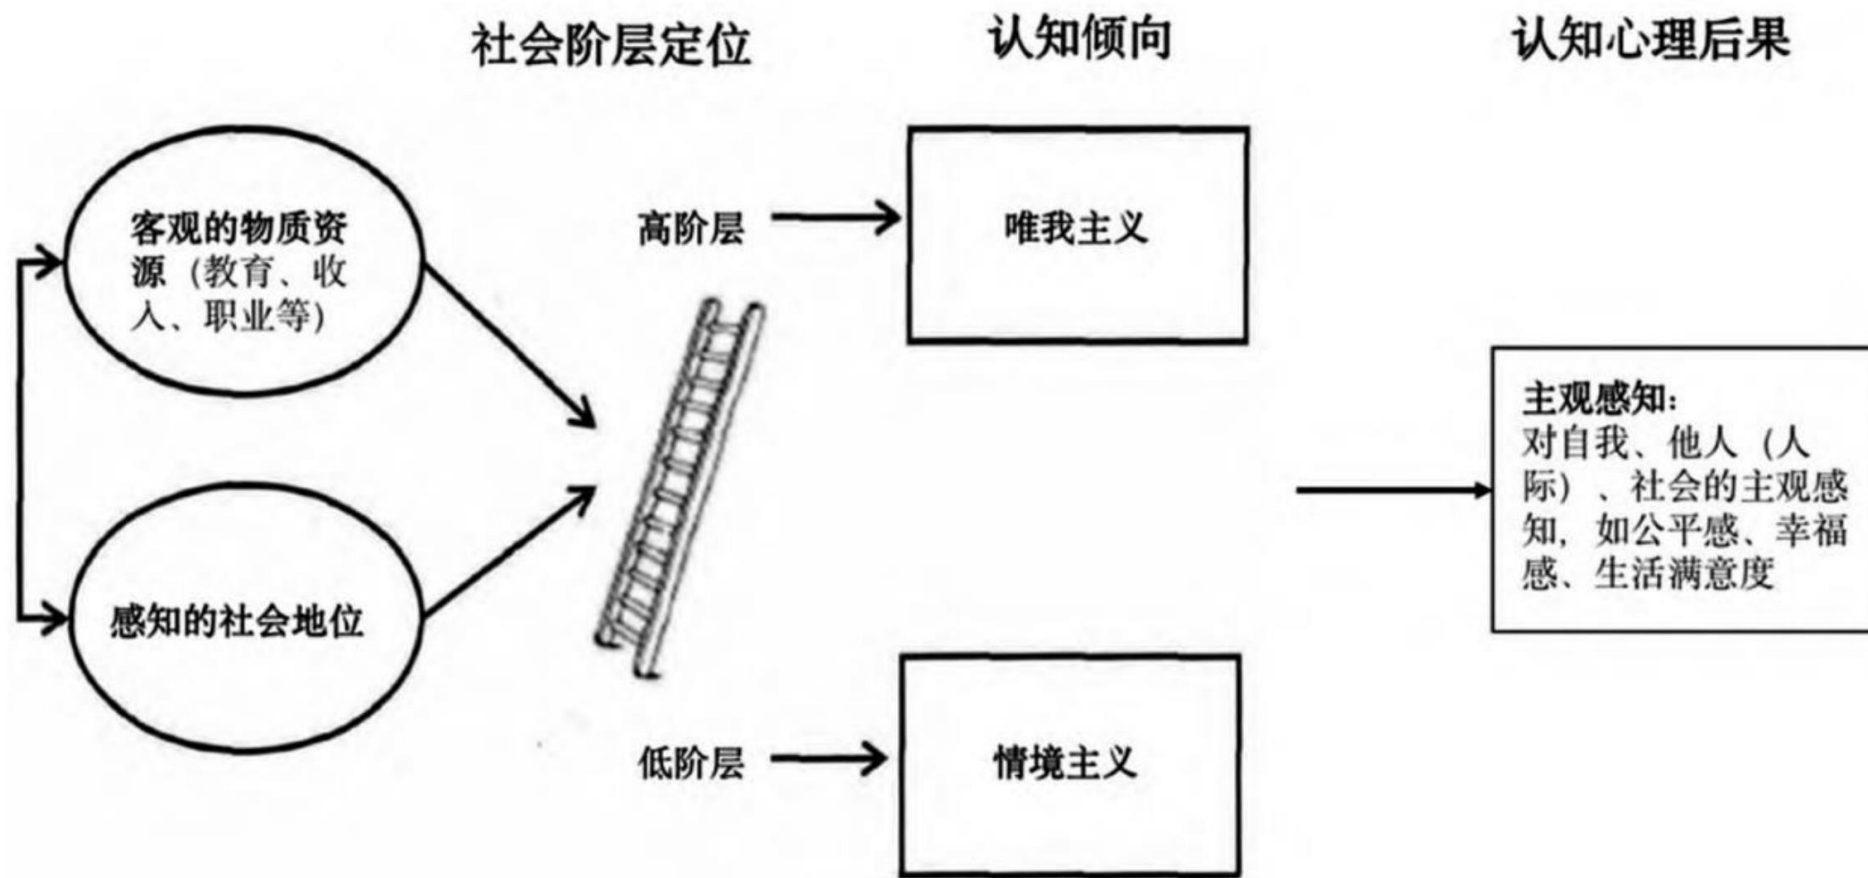 社会阶层定位
认知倾向
认知心理后果
客观的物质资
源（教育、收
入、职业等）
感知的社会地位
高阶层
低阶层
唯我主义
情境主义
主观感知：
对自我、他人（人
际）、社会的主观感
知，如公平感、幸福
感、生活满意度